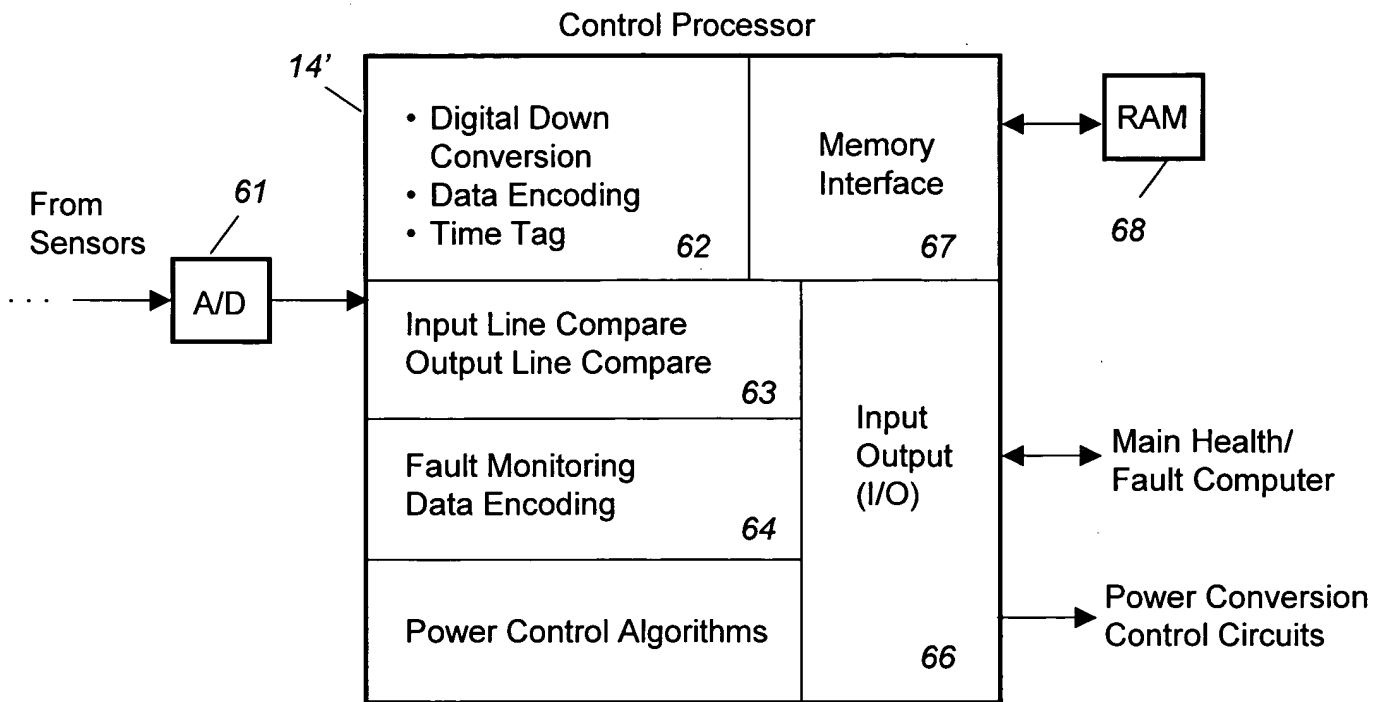 Control Processor
14'
• Digital Down
Conversion
• Data Encoding
• Time Tag
62
Memory
Interface
67
RAM
68
From
Sensors
. . .
61
A/D
Input Line Compare
Output Line Compare
63
Fault Monitoring
Data Encoding
64
Power Control Algorithms
Input
Output
(I/O)
66
Main Health/
Fault Computer
Power Conversion
Control Circuits